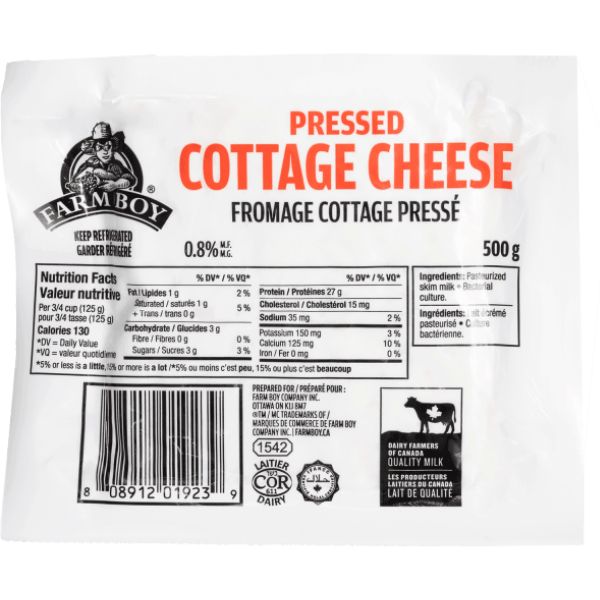 PRESSED
COTTAGE CHEESE
FROMAGE COTTAGE PRESSÉ
FARM BOY ®
KEEP REFRIGERATED
GARDER RÉFRIGÉRÉ
0.8% M.F.
M.G.
500 g
Nutrition Facts
Valeur nutritive
Per 3/4 cup (125 g)
pour 3/4 tasse (125 g)
Calories 130
*DV = Daily Value
*VQ = valeur quotidienne
% DV* / % VQ*
Fat / Lipides 1 g 2 %
Saturated / saturés 1 g
+ Trans / trans 0 g 5 %
Carbohydrate / Glucides 3 g
Fibre / Fibres 0 g 0 %
Sugars / Sucres 3 g 3 %
% DV* / % VQ*
Protein / Protéines 27 g
Cholesterol / Cholestérol 15 mg
Sodium 35 mg 2 %
Potassium 150 mg 3 %
Calcium 125 mg 10 %
Iron / Fer 0 mg 0 %
*5% or less is a little, 15% or more is a lot /*5% ou moins c'est peu, 15% ou plus c'est beaucoup
Ingredients: Pasteurized
skim milk • Bacterial
culture.
Ingrédients: Lait écrémé
pasteurisé • Culture
bactérienne.
PREPARED FOR / PRÉPARÉ POUR :
FARM BOY COMPANY INC.
OTTAWA ON K1J 8M7
®TM / MC TRADEMARKS OF /
MARQUES DE COMMERCE DE FARM BOY
COMPANY INC. | FARMBOY.CA
1542
LAITIER
COR
611
DAIRY
8 08912 01923 9
DAIRY FARMERS
OF CANADA
QUALITY MILK
LES PRODUCTEURS
LAITIERS DU CANADA
LAIT DE QUALITÉ